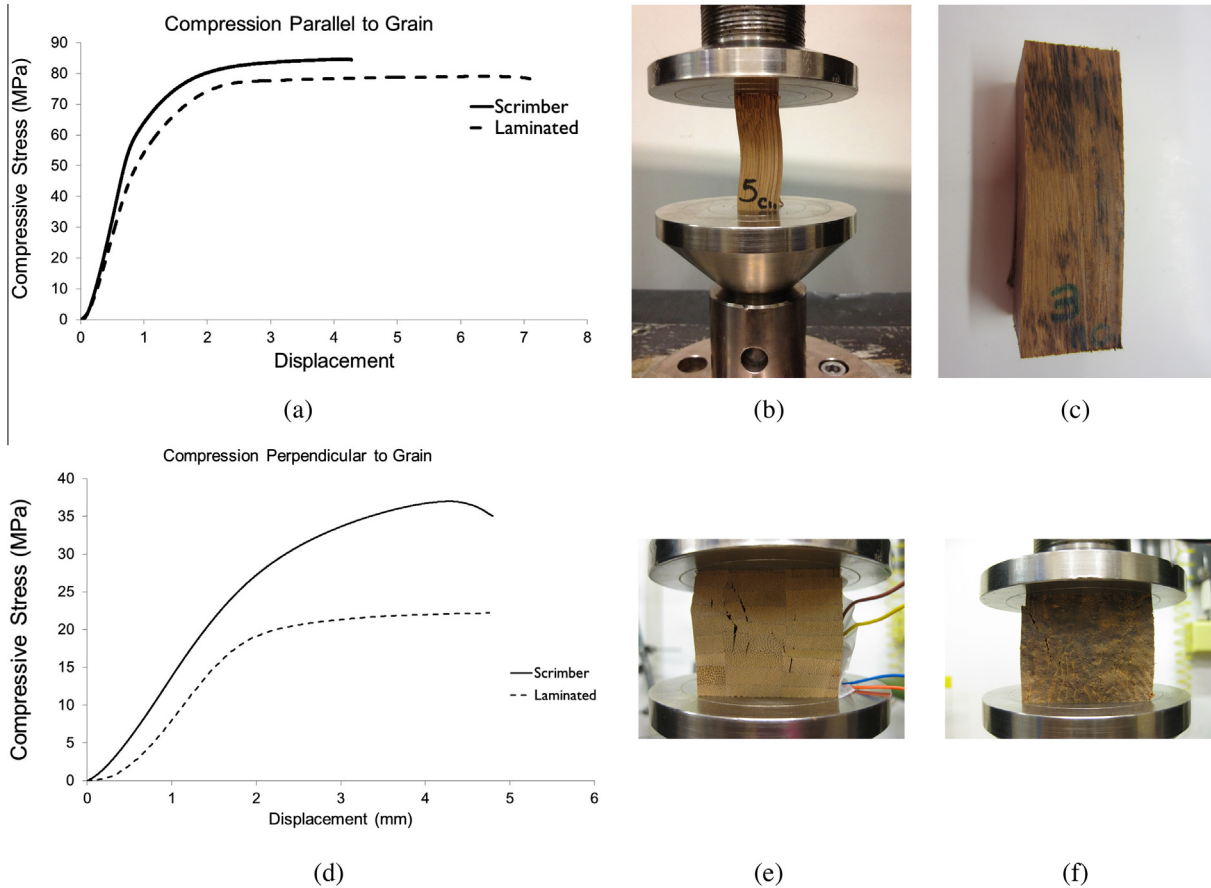 Compression Parallel to Grain
Compressive Stress (MPa)
90
80
70
60
50
40
30
20
10
0
0 1 2 3 4 5 6 7 8
Displacement
Scrimber
Laminated
(a)
5
(b)
3
(c)
Compression Perpendicular to Grain
Compressive Stress (MPa)
40
35
30
25
20
15
10
5
0
0 1 2 3 4 5 6
Displacement (mm)
Scrimber
Laminated
(d)
(e)
(f)